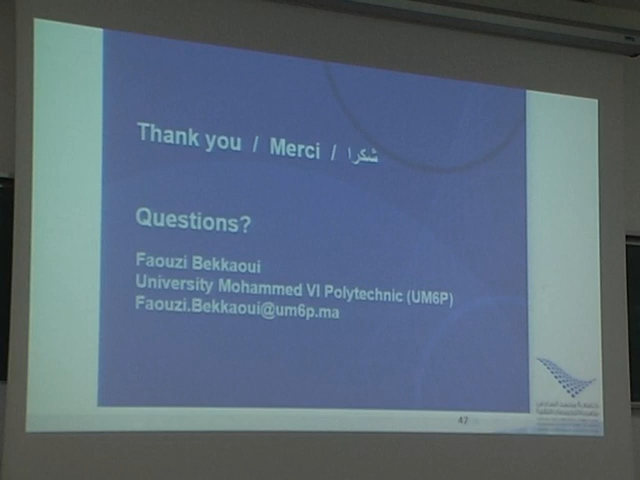 Thank you / Merci / شكرا
Questions?
Faouzi Bekkaoui
University Mohammed VI Polytechnic (UM6P)
Faouzi.Bekkaoui@um6p.ma
47